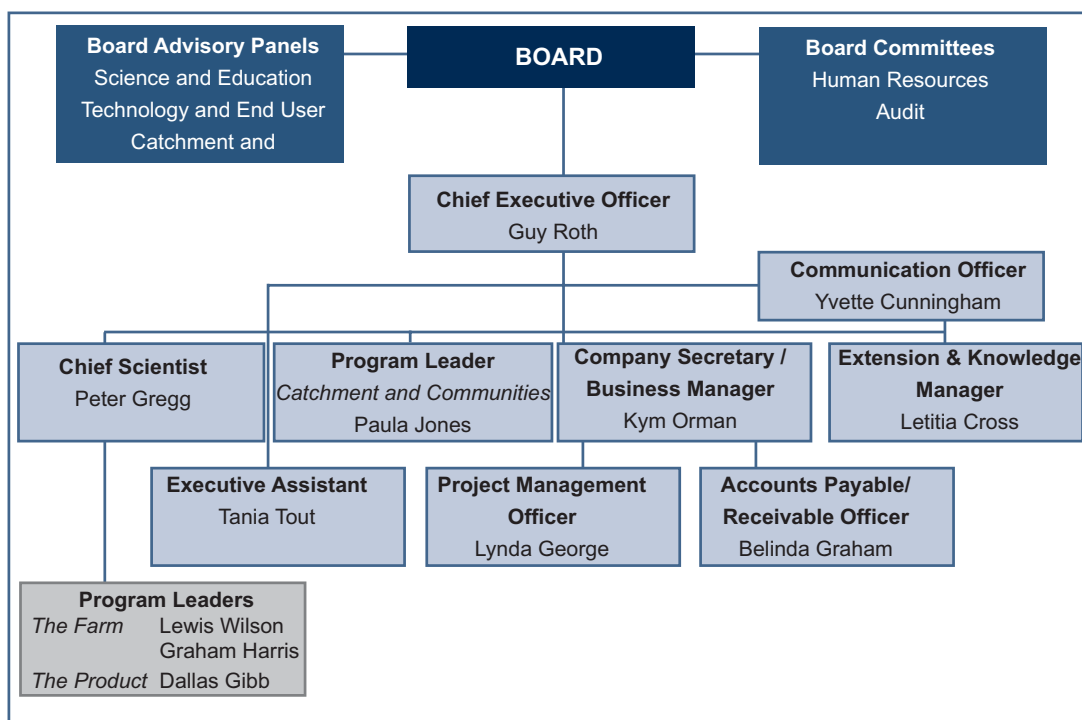 Board Advisory Panels
Science and Education
Technology and End User
Catchment and
BOARD
Board Committees
Human Resources
Audit
Chief Executive Officer
Guy Roth
Communication Officer
Yvette Cunningham
Chief Scientist
Peter Gregg
Program Leader
Catchment and Communities
Paula Jones
Company Secretary /
Business Manager
Kym Orman
Extension & Knowledge
Manager
Letitia Cross
Executive Assistant
Tania Tout
Project Management
Officer
Lynda George
Accounts Payable/
Receivable Officer
Belinda Graham
Program Leaders
The Farm Lewis Wilson
Graham Harris
The Product Dallas Gibb